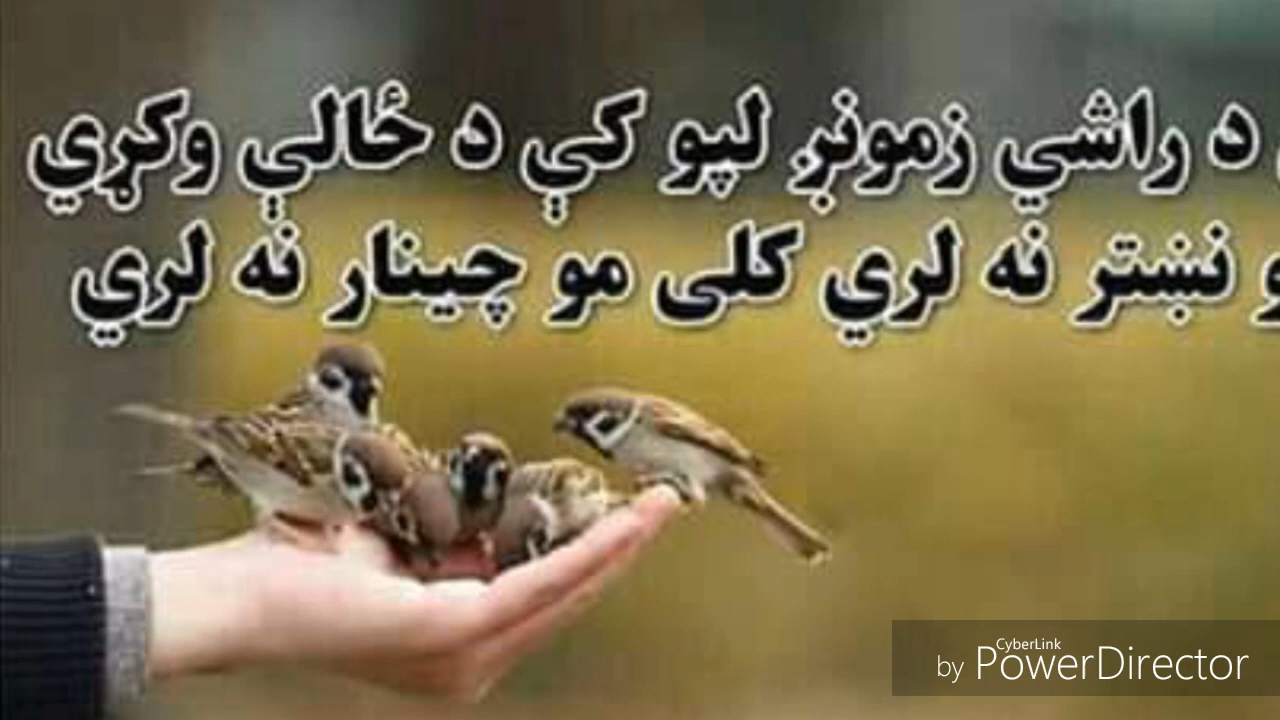 د راشي زمونږ لپو کې د ځالې وکړي
نښتر نه لري کلی مو چينار نه لري
CyberLink
by PowerDirector